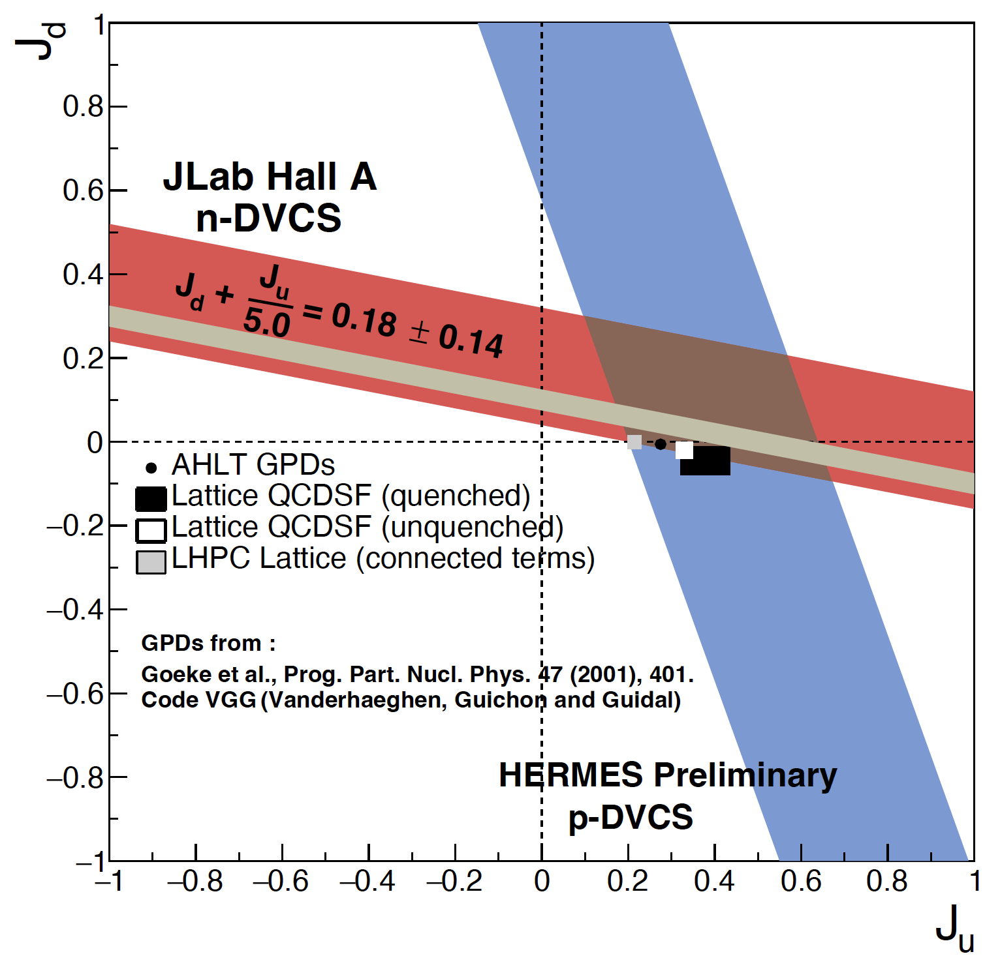 J_d
1
0.8
0.6
0.4
0.2
0
−0.2
−0.4
−0.6
−0.8
−1
JLab Hall A
n-DVCS
J_d + J_u/5.0 = 0.18 ± 0.14
AHLT GPDs
Lattice QCDSF (quenched)
Lattice QCDSF (unquenched)
LHPC Lattice (connected terms)
GPDs from :
Goeke et al., Prog. Part. Nucl. Phys. 47 (2001), 401.
Code VGG (Vanderhaeghen, Guichon and Guidal)
HERMES Preliminary
p-DVCS
−1 −0.8 −0.6 −0.4 −0.2 0 0.2 0.4 0.6 0.8 1
J_u